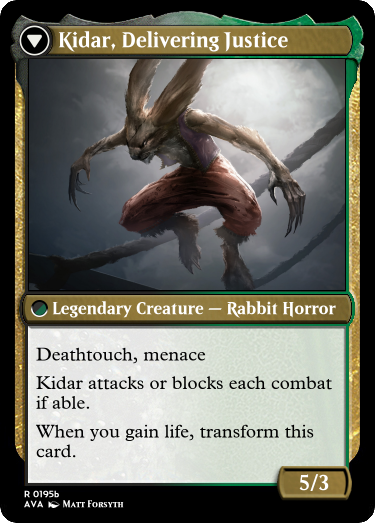 Kidar, Delivering Justice
Legendary Creature — Rabbit Horror
Deathtouch, menace
Kidar attacks or blocks each combat
if able.
When you gain life, transform this
card.
5/3
R 0195b
AVA Matt Forsyth